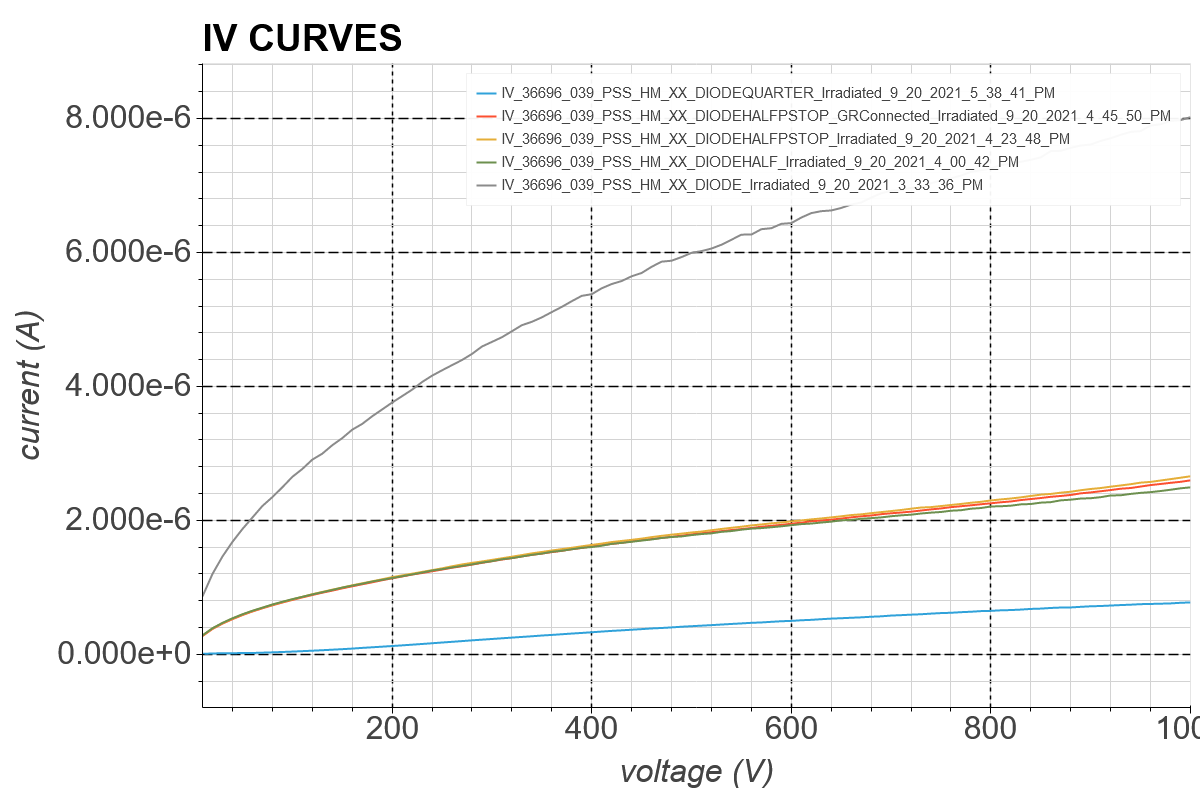 IV CURVES
IV_36696_039_PSS_HM_XX_DIODEQUARTER_Irradiated_9_20_2021_5_38_41_PM
IV_36696_039_PSS_HM_XX_DIODEHALFPSTOP_GRConnected_Irradiated_9_20_2021_4_45_50_PM
IV_36696_039_PSS_HM_XX_DIODEHALFPSTOP_Irradiated_9_20_2021_4_23_48_PM
IV_36696_039_PSS_HM_XX_DIODEHALF_Irradiated_9_20_2021_4_00_42_PM
IV_36696_039_PSS_HM_XX_DIODE_Irradiated_9_20_2021_3_33_36_PM
8.000e-6
6.000e-6
4.000e-6
2.000e-6
0.000e+0
current (A)
200 400 600 800 100
voltage (V)